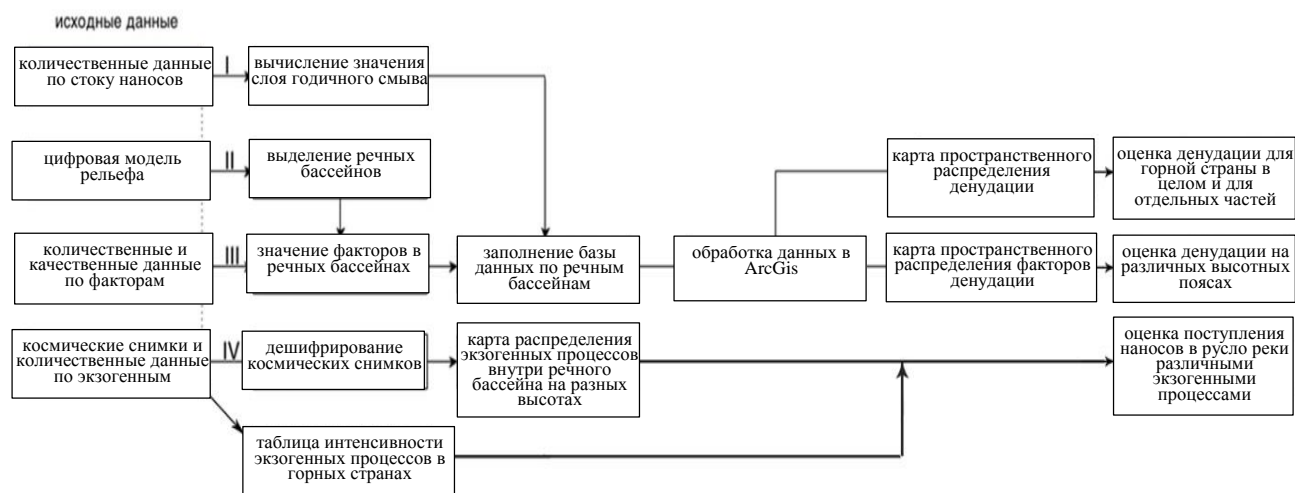 исходные данные
количественные данные
по стоку наносов
I
вычисление значения
слоя годичного смыва
цифровая модель
рельефа
II
выделение речных
бассейнов
карта пространственного
распределения
денудации
оценка денудации для
горной страны в
целом и для
отдельных частей
количественные и
качественные данные
по факторам
III
значение факторов в
речных бассейнах
заполнение базы
данных по речным
бассейнам
обработка данных в
ArcGis
карта пространственного
распределения факторов
денудации
оценка денудации на
различных высотных
поясах
космические снимки и
количественные данные
по экзогенным
IV
дешифрирование
космических снимков
карта распределения
экзогенных процессов
внутри речного
бассейна на разных
высотах
оценка поступления
наносов в русло реки
различными
экзогенными
процессами
таблица интенсивности
экзогенных процессов в
горных странах